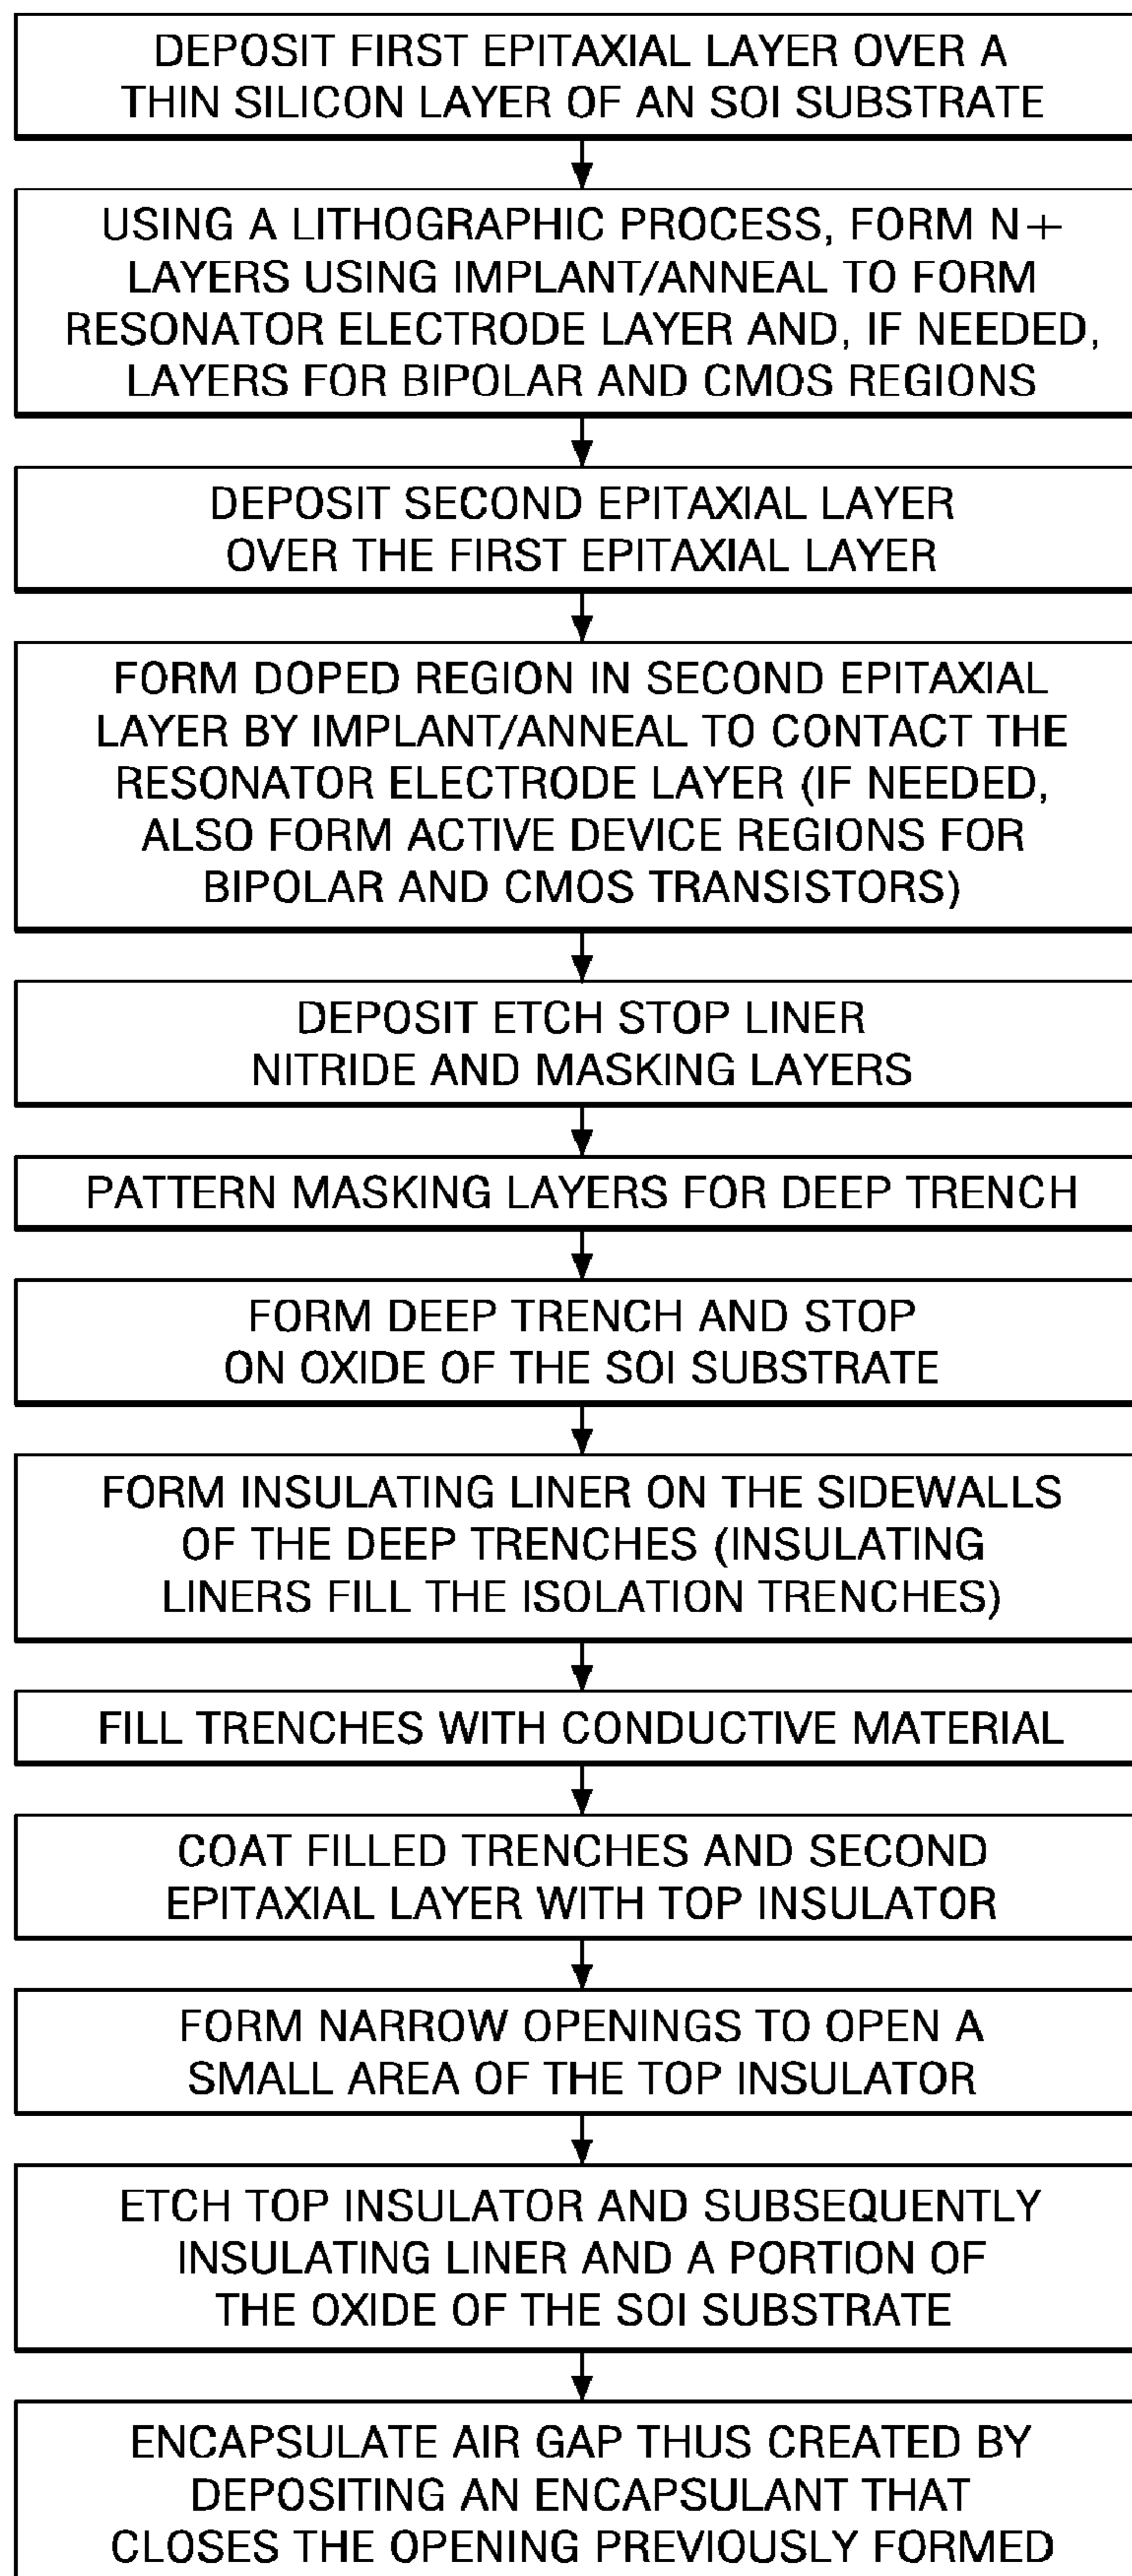 DEPOSIT FIRST EPITAXIAL LAYER OVER A
THIN SILICON LAYER OF AN SOI SUBSTRATE
USING A LITHOGRAPHIC PROCESS, FORM N+
LAYERS USING IMPLANT/ANNEAL TO FORM
RESONATOR ELECTRODE LAYER AND, IF NEEDED,
LAYERS FOR BIPOLAR AND CMOS REGIONS
DEPOSIT SECOND EPITAXIAL LAYER
OVER THE FIRST EPITAXIAL LAYER
FORM DOPED REGION IN SECOND EPITAXIAL
LAYER BY IMPLANT/ANNEAL TO CONTACT THE
RESONATOR ELECTRODE LAYER (IF NEEDED,
ALSO FORM ACTIVE DEVICE REGIONS FOR
BIPOLAR AND CMOS TRANSISTORS)
DEPOSIT ETCH STOP LINER
NITRIDE AND MASKING LAYERS
PATTERN MASKING LAYERS FOR DEEP TRENCH
FORM DEEP TRENCH AND STOP
ON OXIDE OF THE SOI SUBSTRATE
FORM INSULATING LINER ON THE SIDEWALLS
OF THE DEEP TRENCHES (INSULATING
LINERS FILL THE ISOLATION TRENCHES)
FILL TRENCHES WITH CONDUCTIVE MATERIAL
COAT FILLED TRENCHES AND SECOND
EPITAXIAL LAYER WITH TOP INSULATOR
FORM NARROW OPENINGS TO OPEN A
SMALL AREA OF THE TOP INSULATOR
ETCH TOP INSULATOR AND SUBSEQUENTLY
INSULATING LINER AND A PORTION OF
THE OXIDE OF THE SOI SUBSTRATE
ENCAPSULATE AIR GAP THUS CREATED BY
DEPOSITING AN ENCAPSULANT THAT
CLOSES THE OPENING PREVIOUSLY FORMED